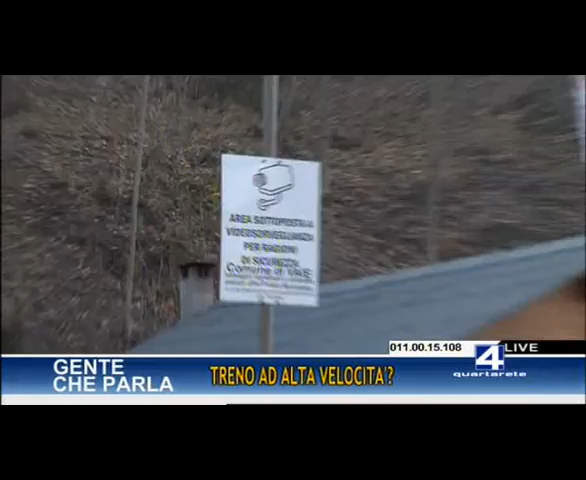 AREA SOTTOPOSTA A
VIDEOSORVEGLIANZA
PER RAGIONI
DI SICUREZZA
Comune di
011.00.15.108
4
LIVE
quartarete
GENTE
CHE PARLA
TRENO AD ALTA VELOCITA'?